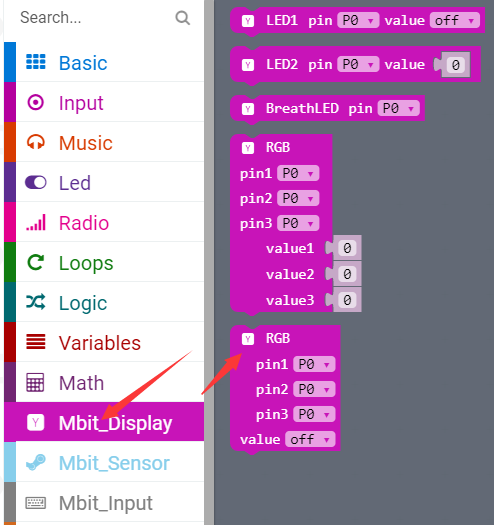 Search...
Basic
Input
Music
Led
Radio
Loops
Logic
Variables
Math
Y Mbit_Display
Mbit_Sensor
Mbit_Input
Y LED1 pin P0 value off
Y LED2 pin P0 value 0
Y BreathLED pin P0
Y RGB
pin1 P0
pin2 P0
pin3 P0
value1 0
value2 0
value3 0
Y RGB
pin1 P0
pin2 P0
pin3 P0
value off